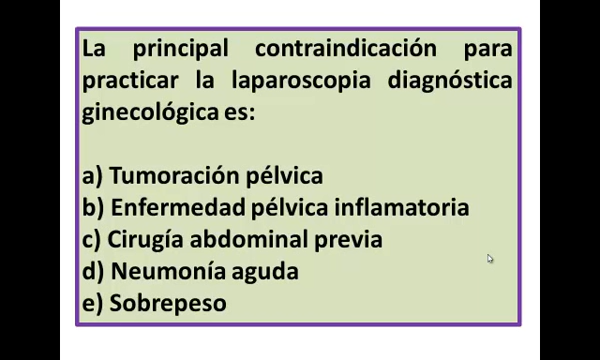 La principal contraindicación para
practicar la laparoscopia diagnóstica
ginecológica es:
a) Tumoración pélvica
b) Enfermedad pélvica inflamatoria
c) Cirugía abdominal previa
d) Neumonía aguda
e) Sobrepeso